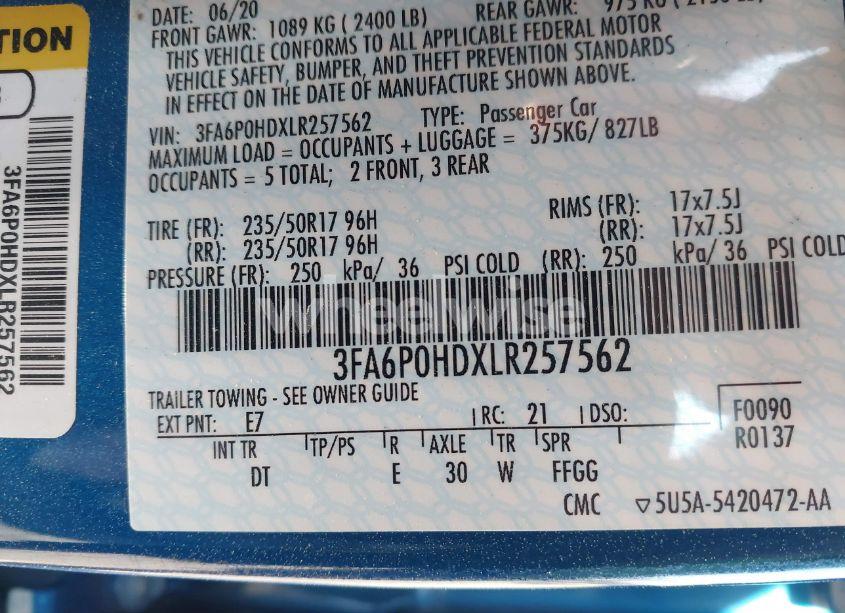 DATE: 06/20
FRONT GAWR: 1089 KG ( 2400 LB) REAR GAWR:
THIS VEHICLE CONFORMS TO ALL APPLICABLE FEDERAL MOTOR
VEHICLE SAFETY, BUMPER, AND THEFT PREVENTION STANDARDS
IN EFFECT ON THE DATE OF MANUFACTURE SHOWN ABOVE.
VIN: 3FA6P0HDXLR257562 TYPE: Passenger Car
MAXIMUM LOAD = OCCUPANTS + LUGGAGE = 375KG/ 827LB
OCCUPANTS = 5 TOTAL; 2 FRONT, 3 REAR
TIRE (FR): 235/50R17 96H RIMS (FR): 17x7.5J
(RR): 235/50R17 96H (RR): 17x7.5J
PRESSURE (FR): 250 kPa/ 36 PSI COLD (RR): 250 kPa/ 36 PSI COLD
wheelwise
3FA6P0HDXLR257562
TRAILER TOWING - SEE OWNER GUIDE
EXT PNT: E7 RC: 21 DSO: F0090
R0137
INT TR TP/PS R AXLE TR SPR
DT E 30 W FFGG
CMC ▽5U5A-5420472-AA
TION
3FA6P0HDXLR257562